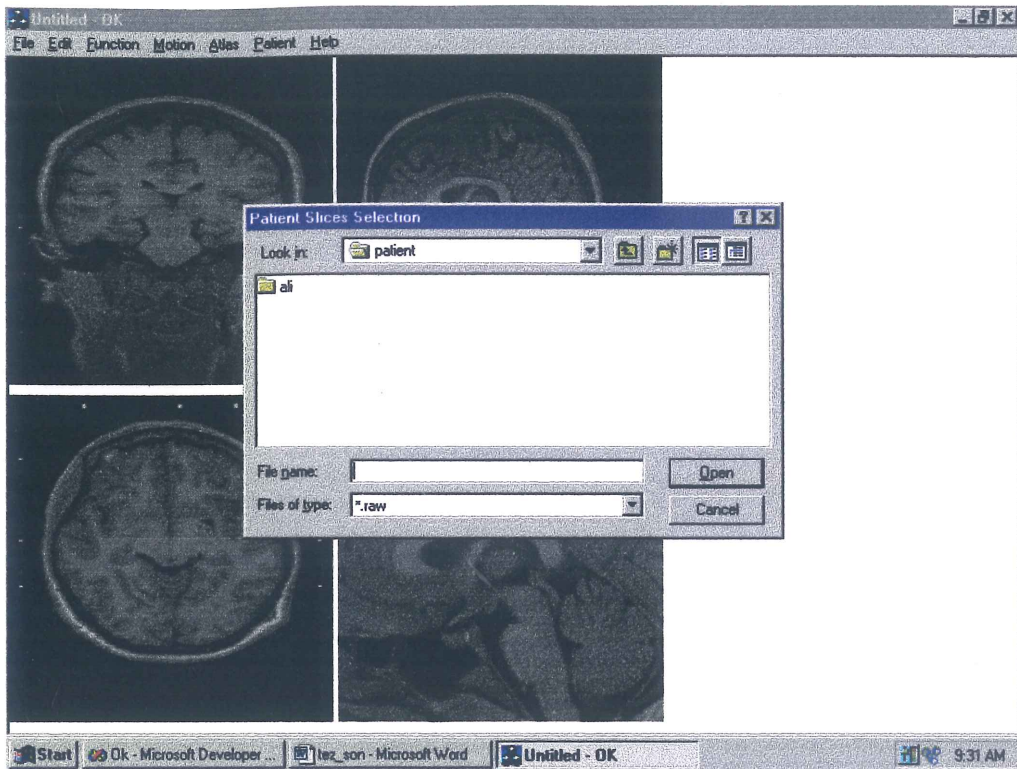 Untitled - OK
File Edit Function Motion Atlas Patient Help
Patient Slices Selection
Look in: patient
ali
File name:
Open
Files of type: *.raw
Cancel
Start Ok - Microsoft Developer ... tez_son - Microsoft Word Untitled - OK 9:31 AM